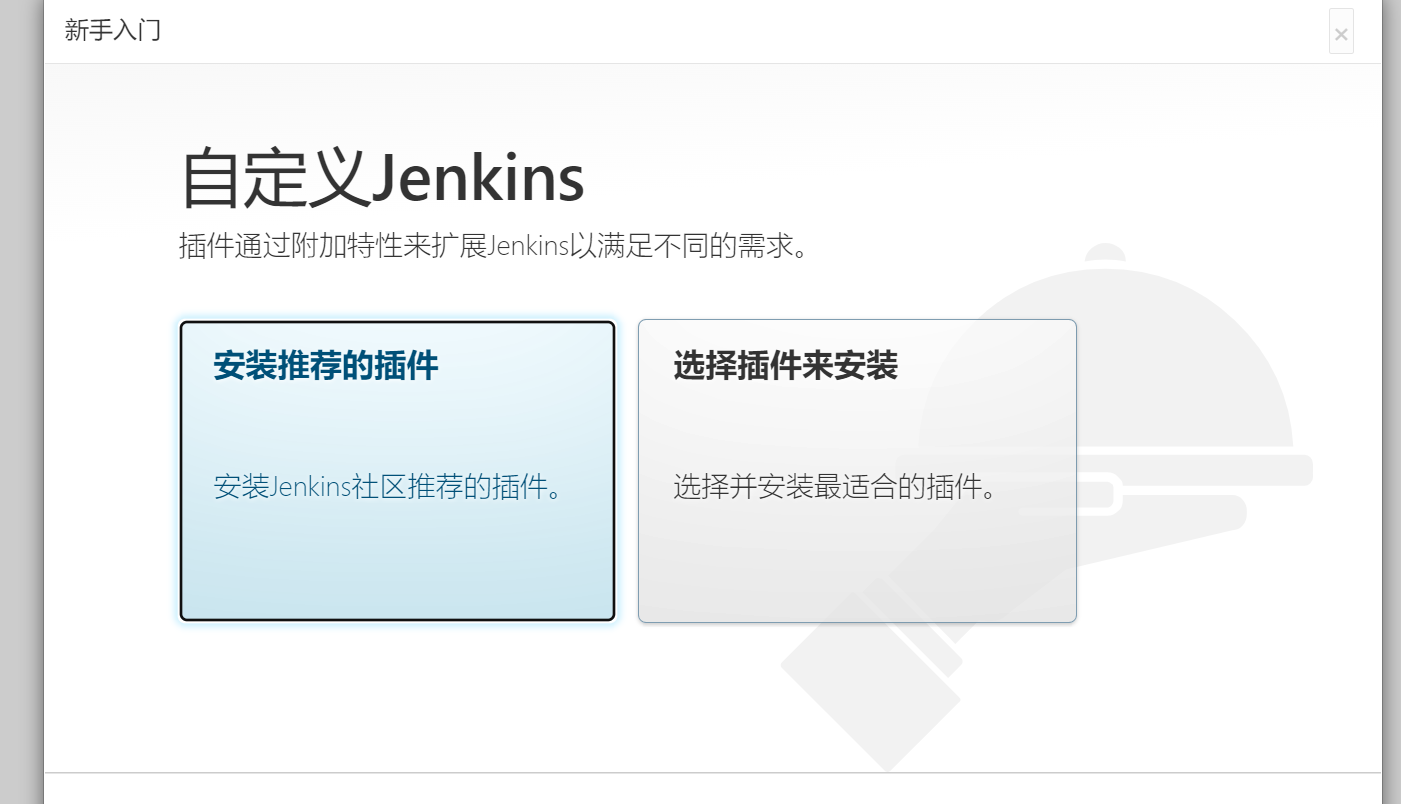 新手入门
×
自定义Jenkins
插件通过附加特性来扩展Jenkins以满足不同的需求。
安装推荐的插件
安装Jenkins社区推荐的插件。
选择插件来安装
选择并安装最适合的插件。